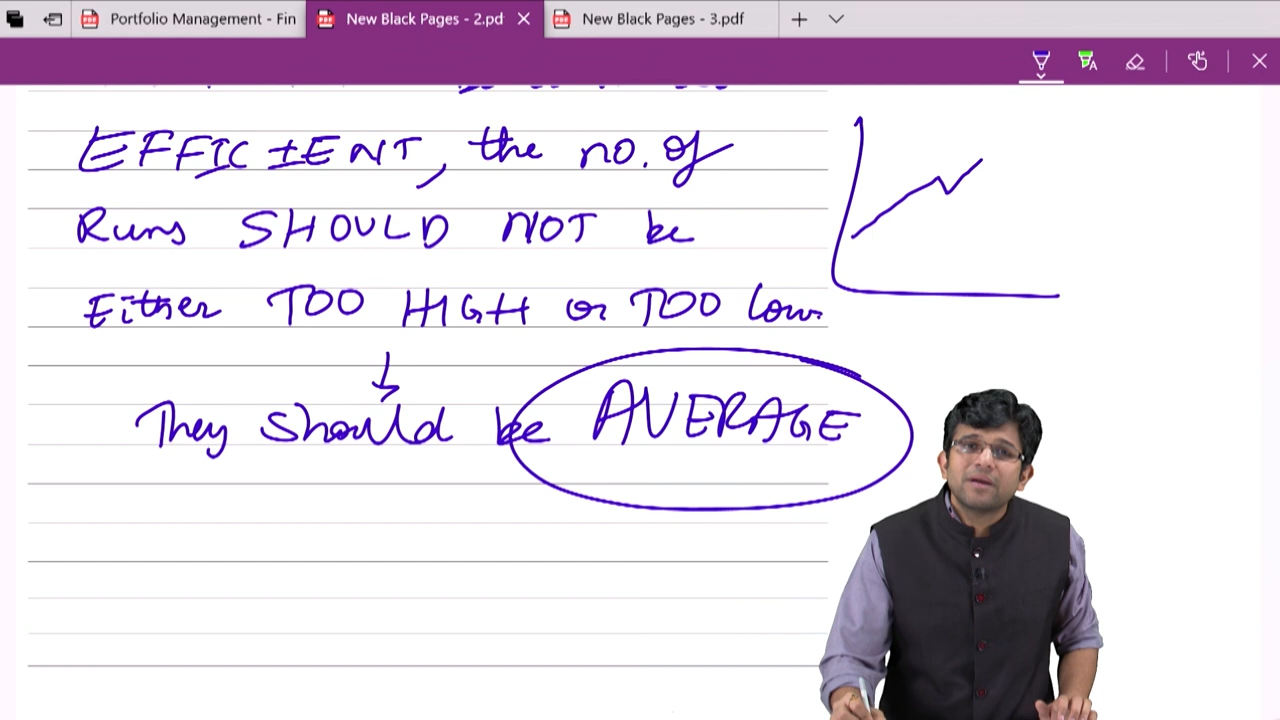 Portfolio Management - Fin
New Black Pages - 2.pd
New Black Pages - 3.pdf
EFFICIENT, the no. of
Runs SHOULD NOT be
Either TOO HIGH or TOO low
They should be AVERAGE